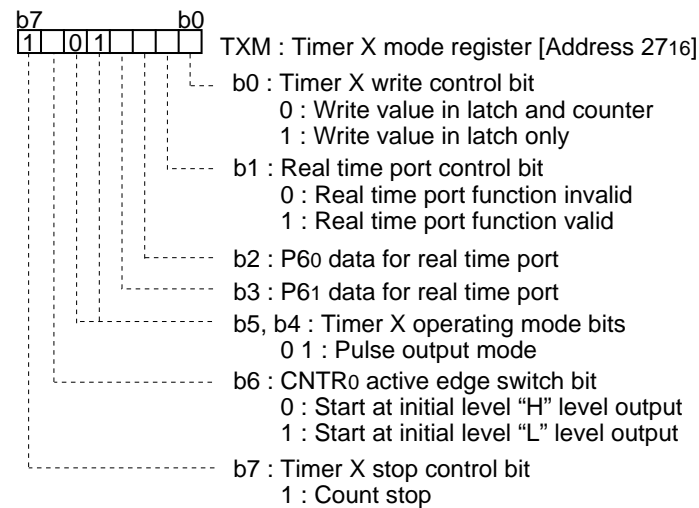 b7 b0
1 0 1 TXM : Timer X mode register [Address 2716]
b0 : Timer X write control bit
0 : Write value in latch and counter
1 : Write value in latch only
b1 : Real time port control bit
0 : Real time port function invalid
1 : Real time port function valid
b2 : P60 data for real time port
b3 : P61 data for real time port
b5, b4 : Timer X operating mode bits
0 1 : Pulse output mode
b6 : CNTR0 active edge switch bit
0 : Start at initial level “H” level output
1 : Start at initial level “L” level output
b7 : Timer X stop control bit
1 : Count stop